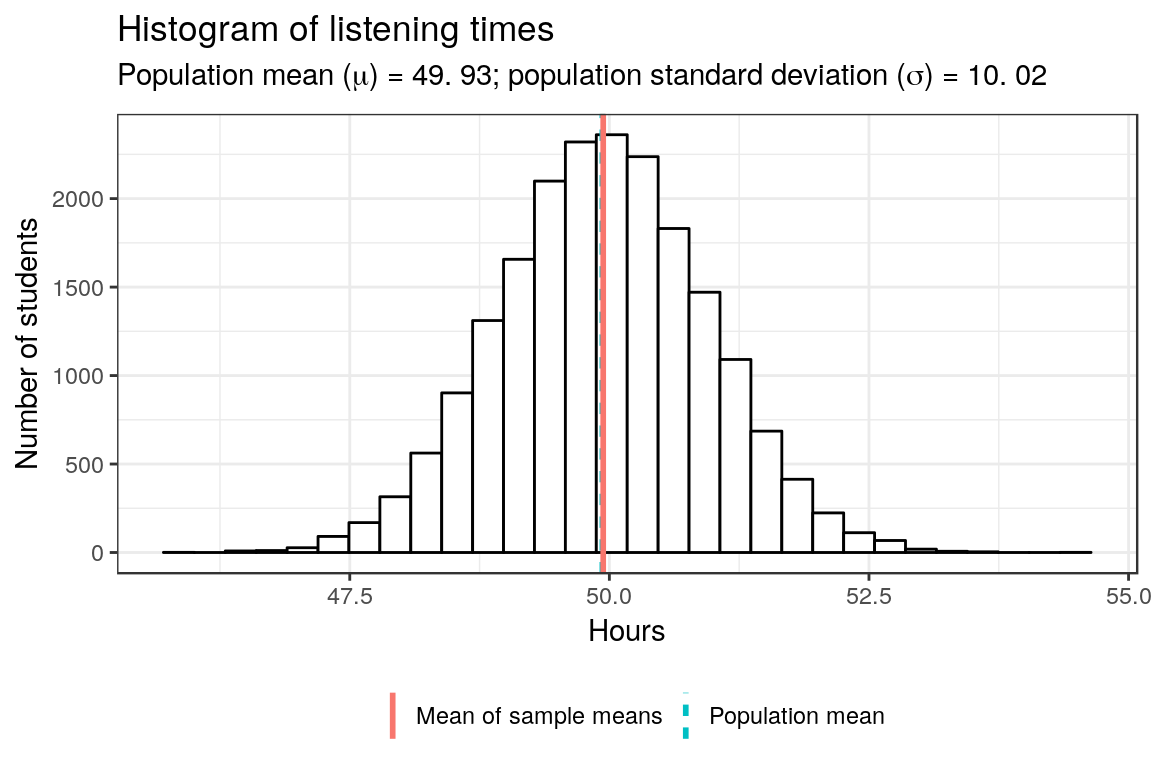 Histogram of listening times
Population mean (μ) = 49. 93; population standard deviation (σ) = 10. 02
Number of students
2000
1500
1000
500
0
47.5 50.0 52.5 55.0
Hours
Mean of sample means Population mean